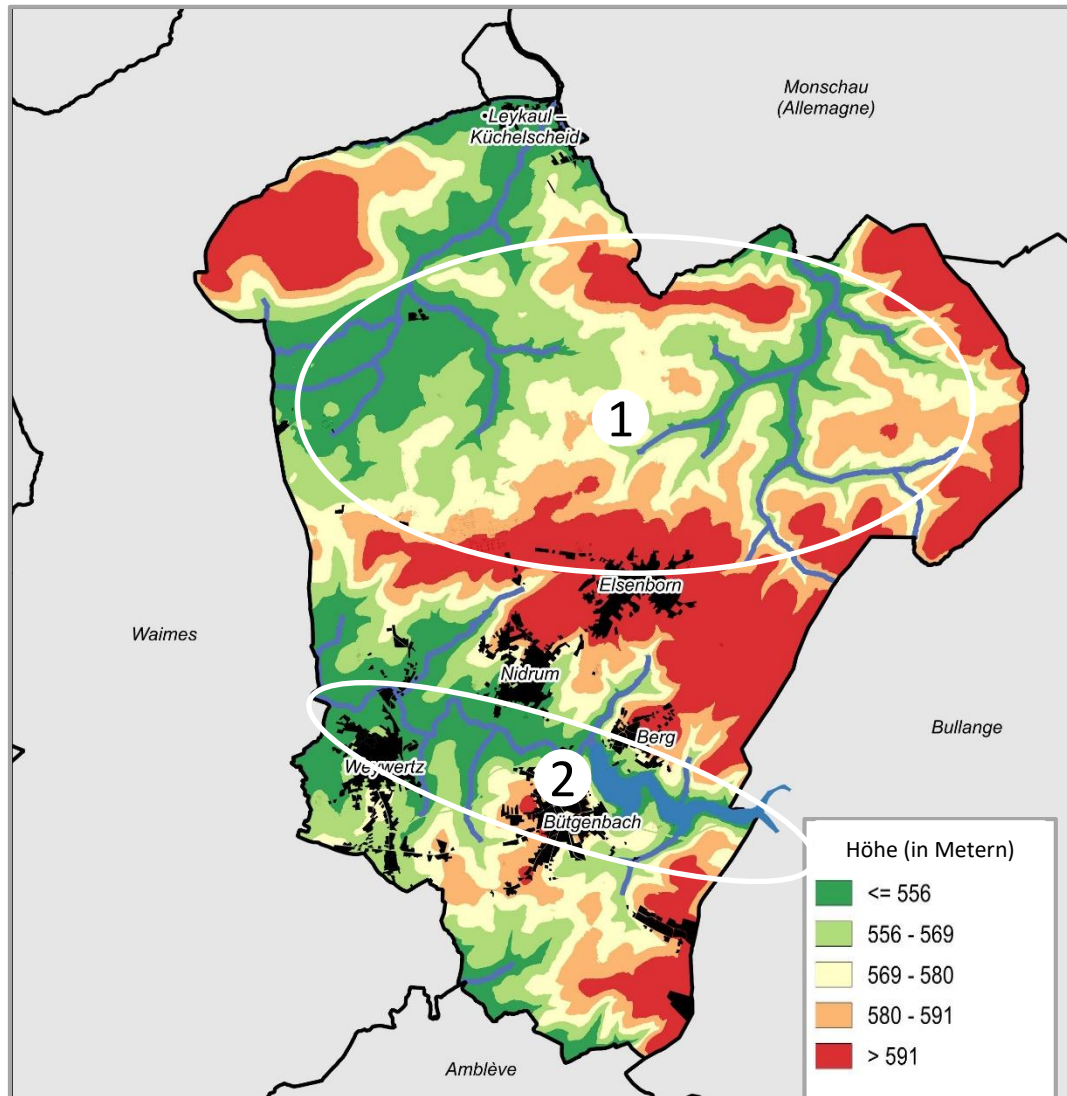 Monschau
(Allemagne)
•Leykaul –
Küchelscheid
1
Elsenborn
Waimes
Nidrum
Bullange
Berg
Weywertz
2
Bütgenbach
Amblève
Höhe (in Metern)
<= 556
556 - 569
569 - 580
580 - 591
> 591